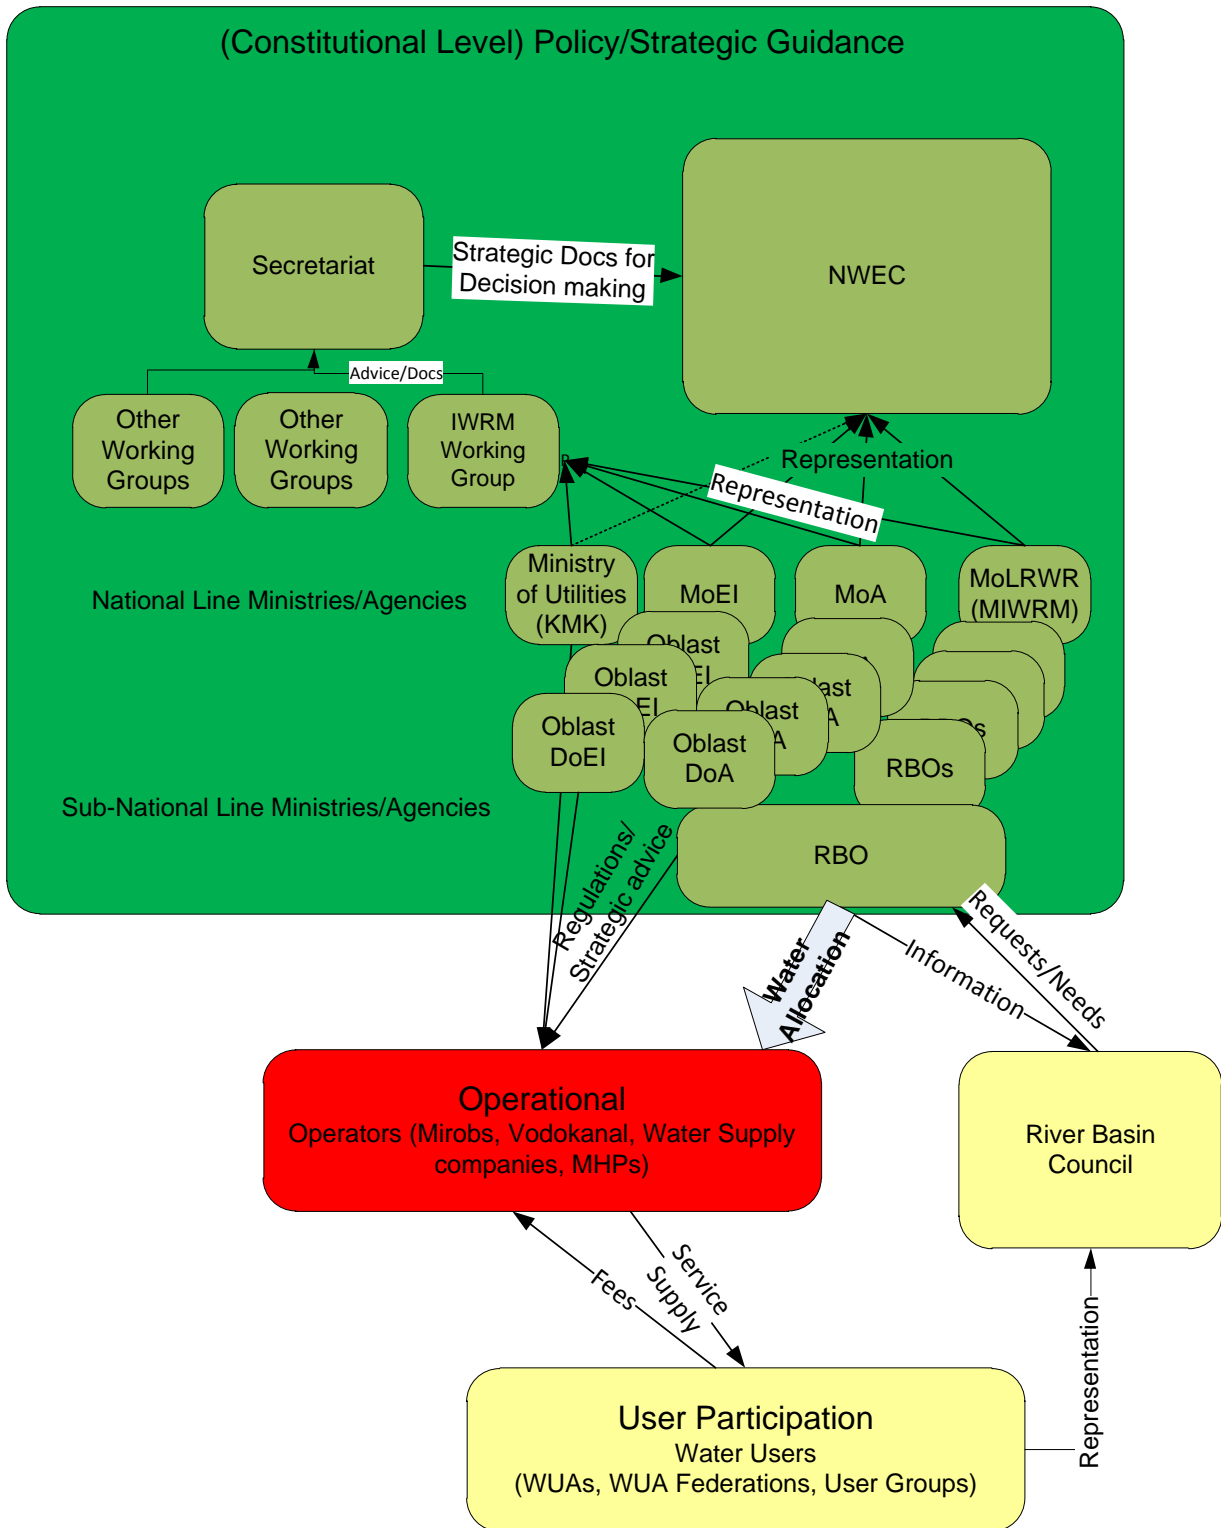 (Constitutional Level) Policy/Strategic Guidance
Secretariat
Strategic Docs for
Decision making
NWEC
Advice/Docs
Other
Working
Groups
Other
Working
Groups
IWRM
Working
Group
Representation
Representation
National Line Ministries/Agencies
Ministry
of Utilities
(KMK)
MoEI
MoA
MoLRWR
(MIWRM)
Oblast
Oblast
Oblast
DoEI
Oblast
Oblast
DoA
RBOs
Sub-National Line Ministries/Agencies
RBO
Regulations/
Strategic advice
Water
Allocation
Information
Requests/Needs
Operational
Operators (Mirobs, Vodokanal, Water Supply
companies, MHPs)
River Basin
Council
Fees
Service
Supply
Representation
User Participation
Water Users
(WUAs, WUA Federations, User Groups)